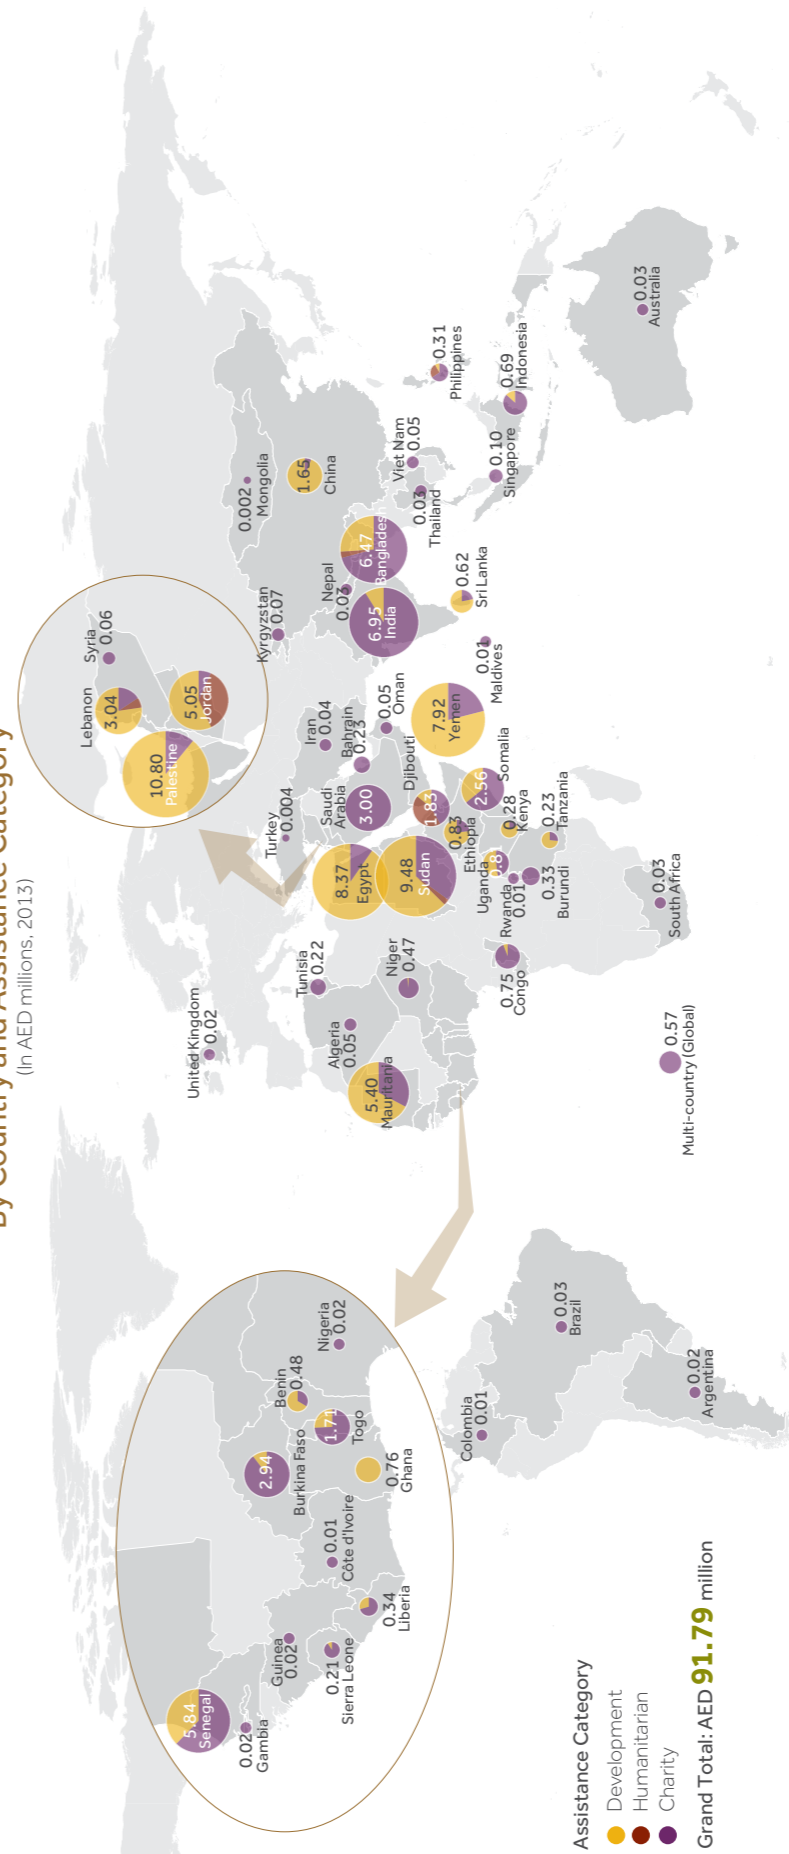 By Country and Assistance Category
(In AED millions, 2013)
Lebanon
3.04
Syria
0.06
10.80
Palestine
5.05
Jordan
United Kingdom
0.02
Turkey
0.004
Kyrgyzstan
0.07
0.002
Mongolia
1.65
China
Tunisia
0.22
Algeria
0.05
5.40
Mauritania
Niger
0.47
8.37
Egypt
9.48
Sudan
Saudi
Arabia
3.00
Iran
0.04
Bahrain
0.23
0.05
Oman
Djibouti
1.83
7.92
Yemen
Nepal
0.03
6.95
India
6.47
Bangladesh
Viet Nam
0.05
0.03
Thailand
0.31
Philippines
0.62
Sri Lanka
0.01
Maldives
0.10
Singapore
0.69
Indonesia
2.56
Somalia
0.83
Ethiopia
0.28
Kenya
Uganda
0.8
Rwanda
0.01
0.33
Burundi
0.23
Tanzania
0.75
Congo
0.03
South Africa
0.03
Australia
0.57
Multi-country (Global)
5.84
Senegal
0.02
Gambia
Guinea
0.02
0.21
Sierra Leone
0.34
Liberia
0.01
Côte d'Ivoire
2.94
Burkina Faso
Benin
0.48
1.71
Togo
0.76
Ghana
Nigeria
0.02
Colombia
0.01
0.03
Brazil
0.02
Argentina
Assistance Category
Development
Humanitarian
Charity
Grand Total: AED 91.79 million